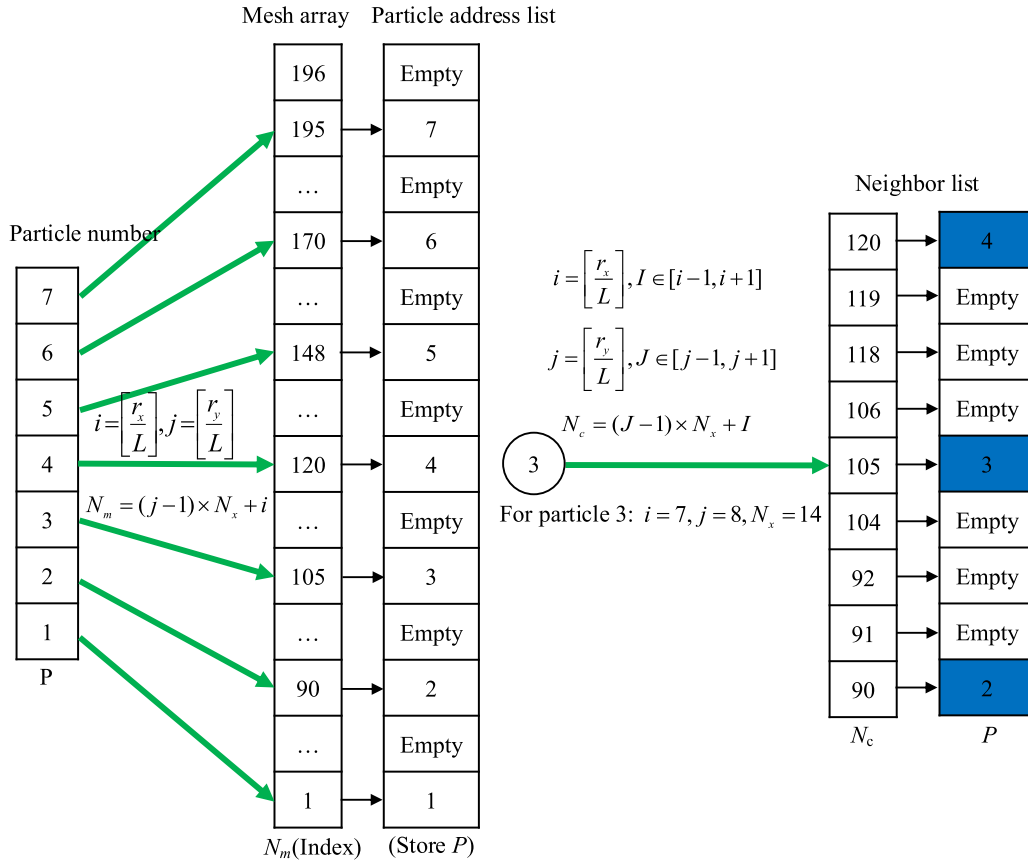 Mesh array
Particle address list
196
Empty
195
7
…
Empty
170
6
…
Empty
148
5
…
Empty
120
4
…
Empty
105
3
…
Empty
90
2
…
Empty
1
1
N_m(Index)
(Store P)
Particle number
7
6
5
4
3
2
1
P
i=[r_x/L], j=[r_y/L]
N_m=(j−1)×N_x+i
i=[r_x/L], I∈[i−1,i+1]
j=[r_y/L], J∈[j−1,j+1]
N_c=(J−1)×N_x+I
3
For particle 3: i=7, j=8, N_x=14
Neighbor list
120
4
119
Empty
118
Empty
106
Empty
105
3
104
Empty
92
Empty
91
Empty
90
2
N_c
P